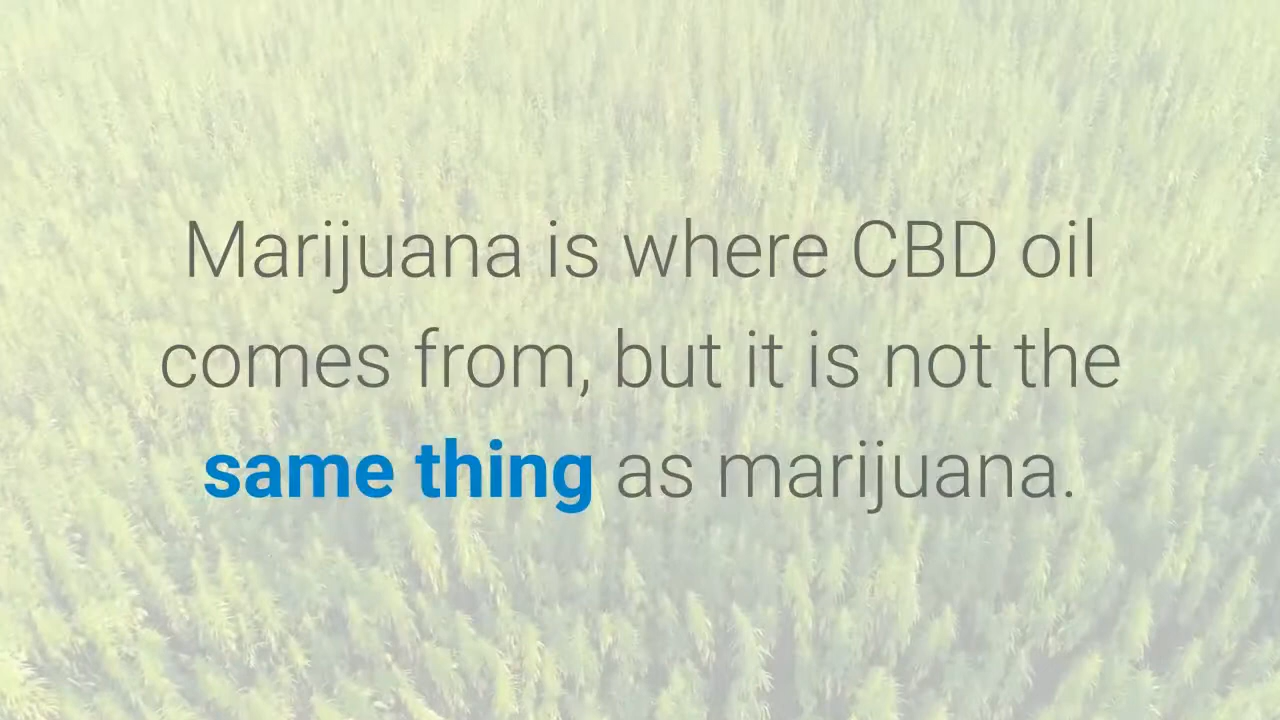 Marijuana is where CBD oil
comes from, but it is not the
same thing as marijuana.